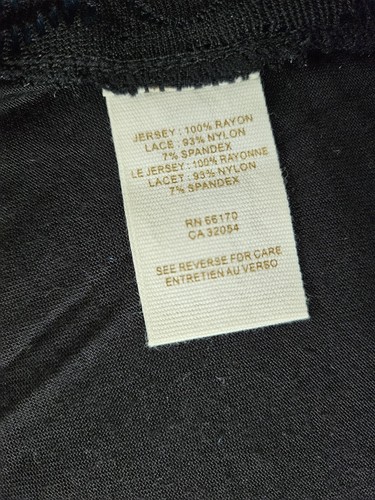 JERSEY : 100% RAYON
LACE : 93% NYLON
7% SPANDEX
LE JERSEY : 100% RAYONNE
LACET : 93% NYLON
7% SPANDEX
RN 66170
CA 32054
SEE REVERSE FOR CARE
ENTRETIEN AU VERSO